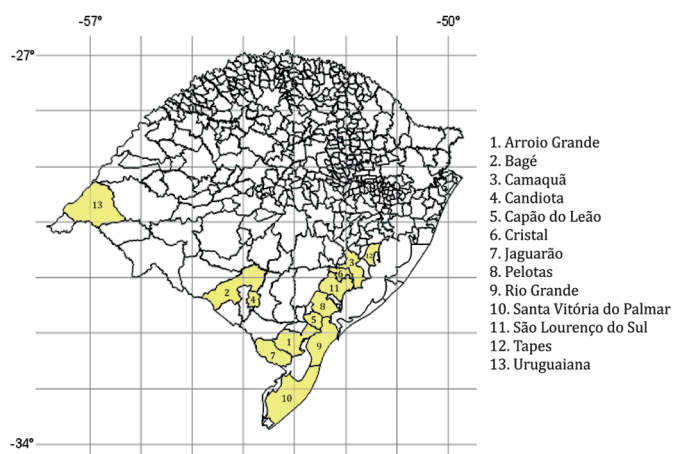 -57°
-50°
-27°
-34°
13
3
12
6
11
2
4
8
5
1
9
7
10
1. Arroio Grande
2. Bagé
3. Camaquã
4. Candiota
5. Capão do Leão
6. Cristal
7. Jaguarão
8. Pelotas
9. Rio Grande
10. Santa Vitória do Palmar
11. São Lourenço do Sul
12. Tapes
13. Uruguaiana